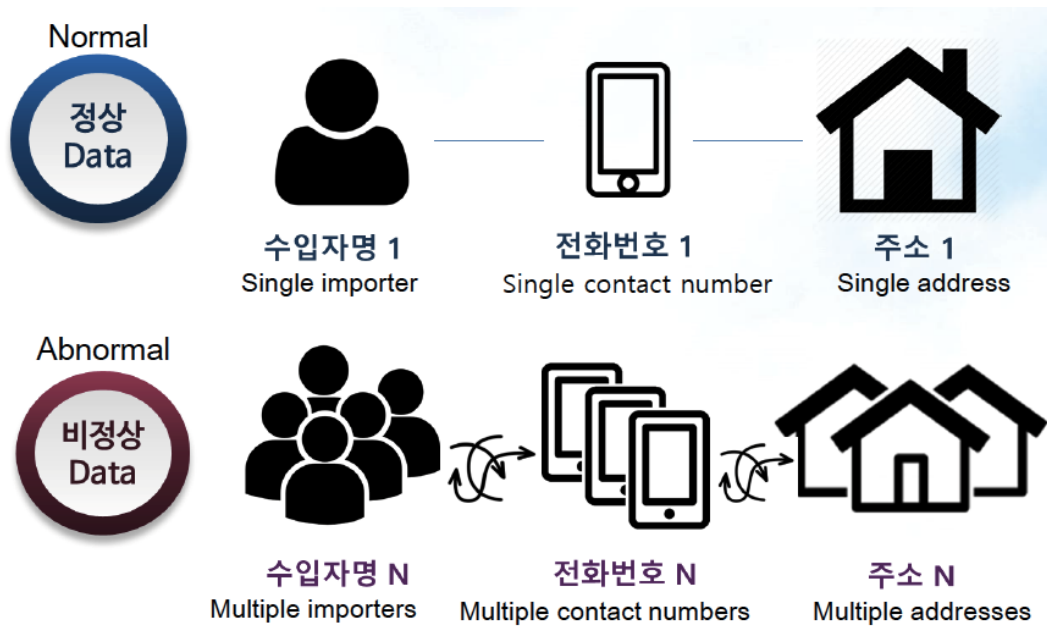 Normal
정상
Data
수입자명 1
전화번호 1
주소 1
Single importer
Single contact number
Single address
Abnormal
비정상
Data
수입자명 N
전화번호 N
주소 N
Multiple importers
Multiple contact numbers
Multiple addresses